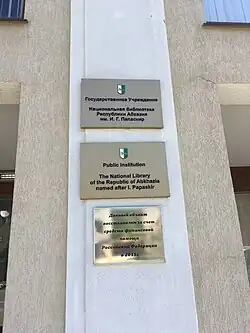 Государственное Учреждение
Национальная Библиотека
Республики Абхазия
им. И. Г. Папаскир
Public Institution
The National Library
of the Republic of Abkhazia
named after I. Papaskir
Данный объект
восстановлен за счет
средств финансовой
помощи
Российской Федерации
в 2013г.